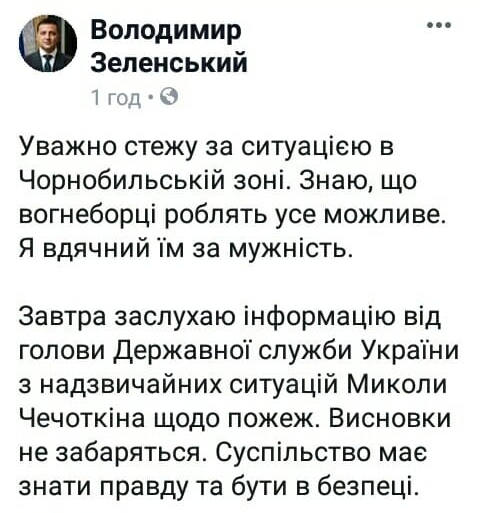 Володимир
Зеленський
1 год
Уважно стежу за ситуацією в
Чорнобильській зоні. Знаю, що
вогнеборці роблять усе можливе.
Я вдячний їм за мужність.
Завтра заслухаю інформацію від
голови Державної служби України
з надзвичайних ситуацій Миколи
Чечоткіна щодо пожеж. Висновки
не забаряться. Суспільство має
знати правду та бути в безпеці.